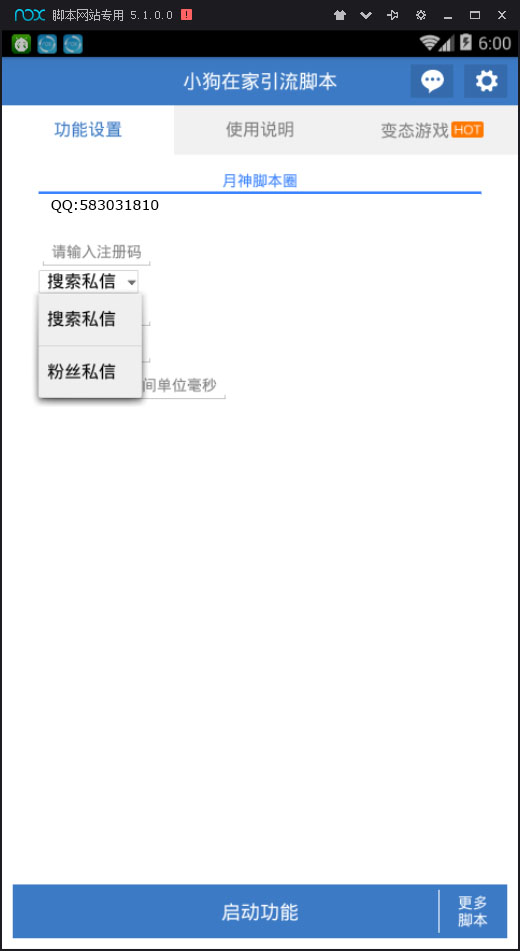 nox 脚本网站专用 5.1.0.0
6:00
小狗在家引流脚本
功能设置 使用说明 变态游戏 HOT
月神脚本圈
QQ:583031810
请输入注册码
搜索私信
搜索私信
粉丝私信
间单位毫秒
启动功能
更多
脚本